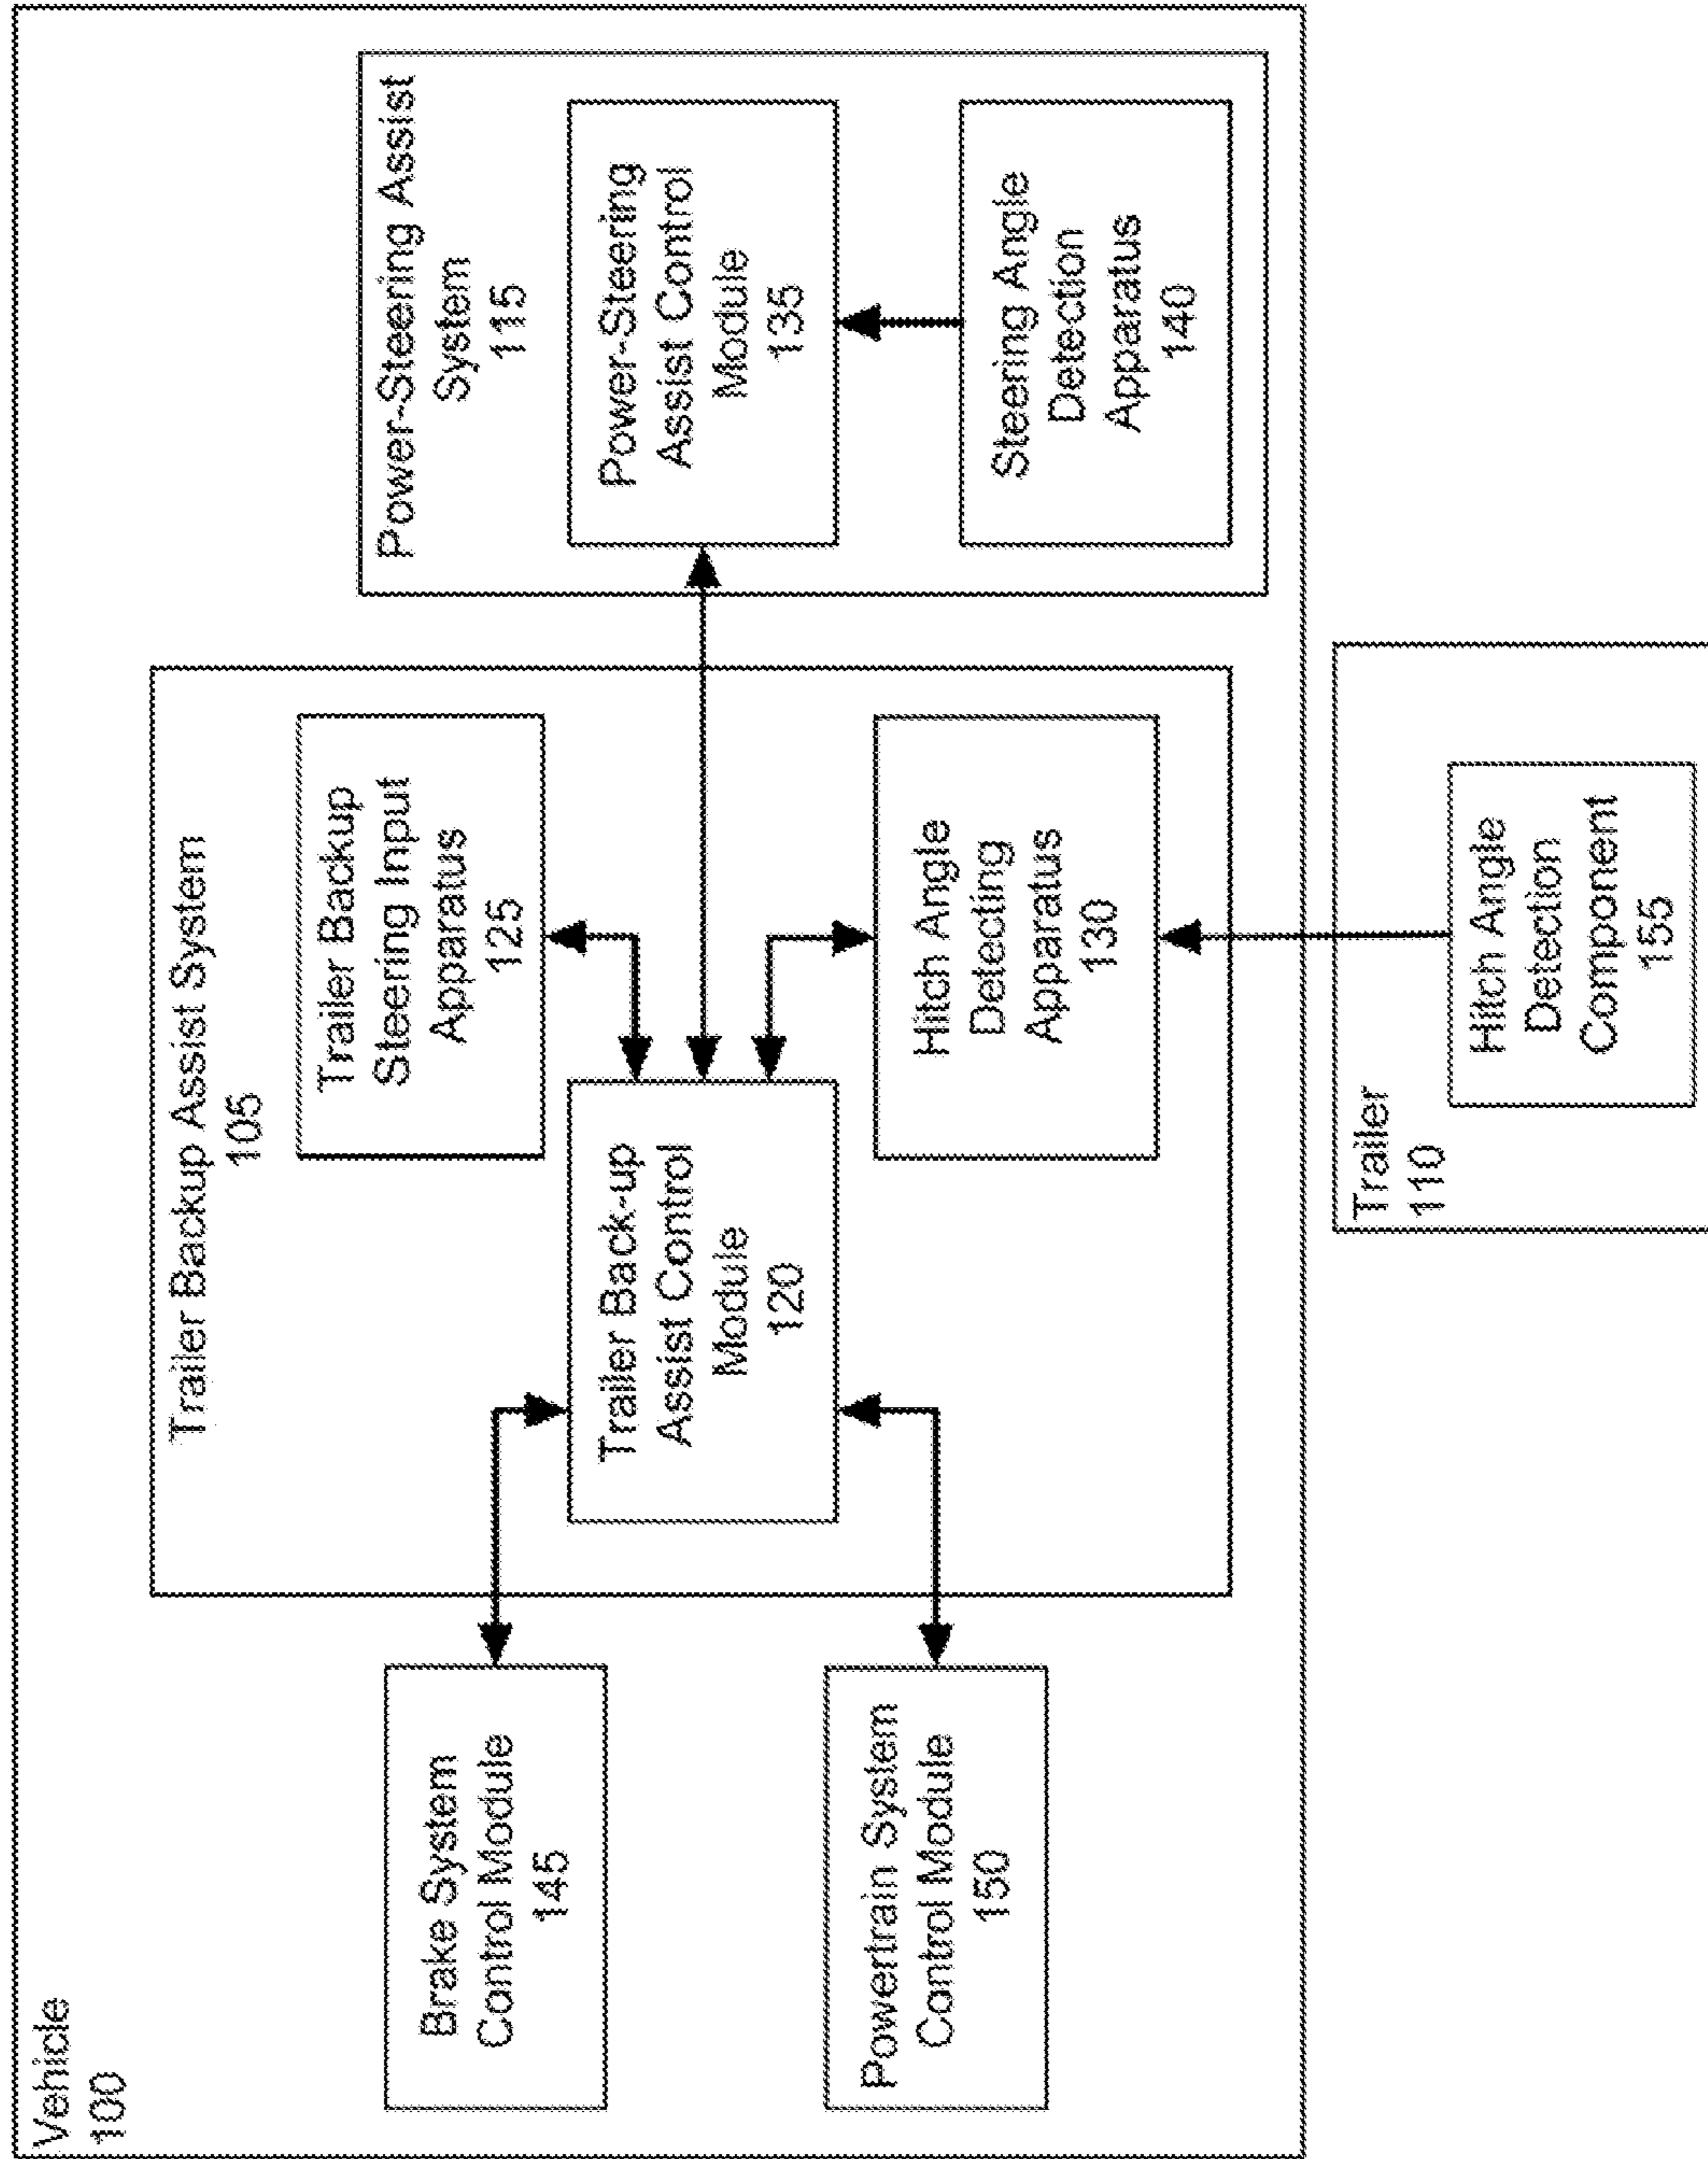 Vehicle
100
Trailer Backup Assist System
105
Power-Steering Assist
System
115
Brake System
Control Module
145
Trailer Backup
Steering Input
Apparatus
125
Trailer Back-up
Assist Control
Module
120
Power-Steering
Assist Control
Module
135
Powertrain System
Control Module
150
Hitch Angle
Detecting
Apparatus
130
Steering Angle
Detection
Apparatus
140
Trailer
110
Hitch Angle
Detection
Component
155